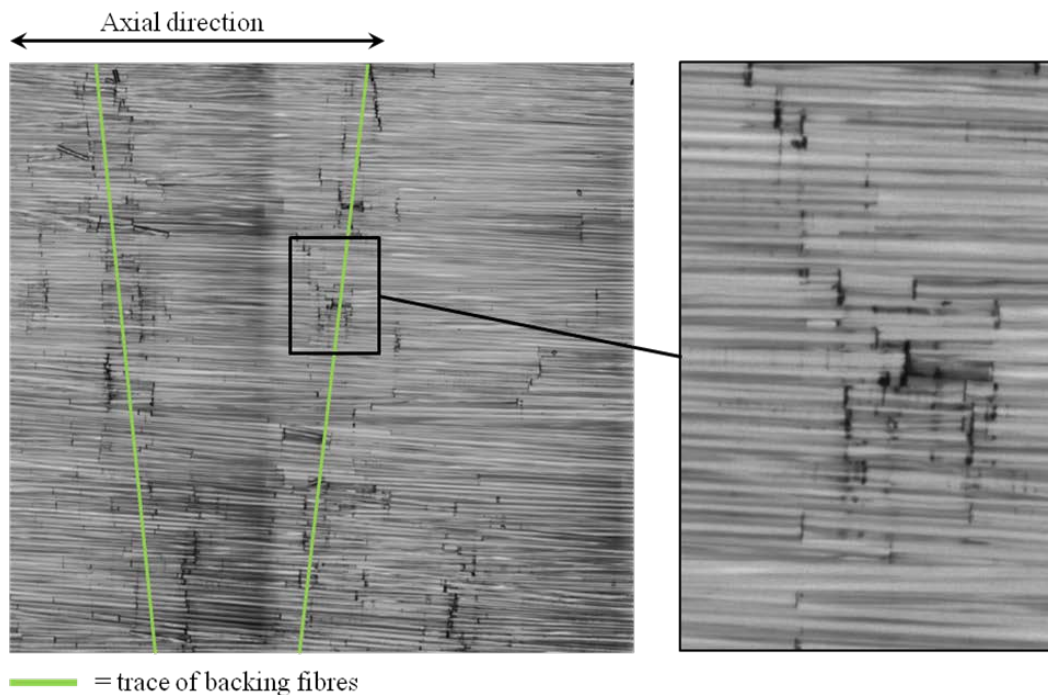 Axial direction
= trace of backing fibres